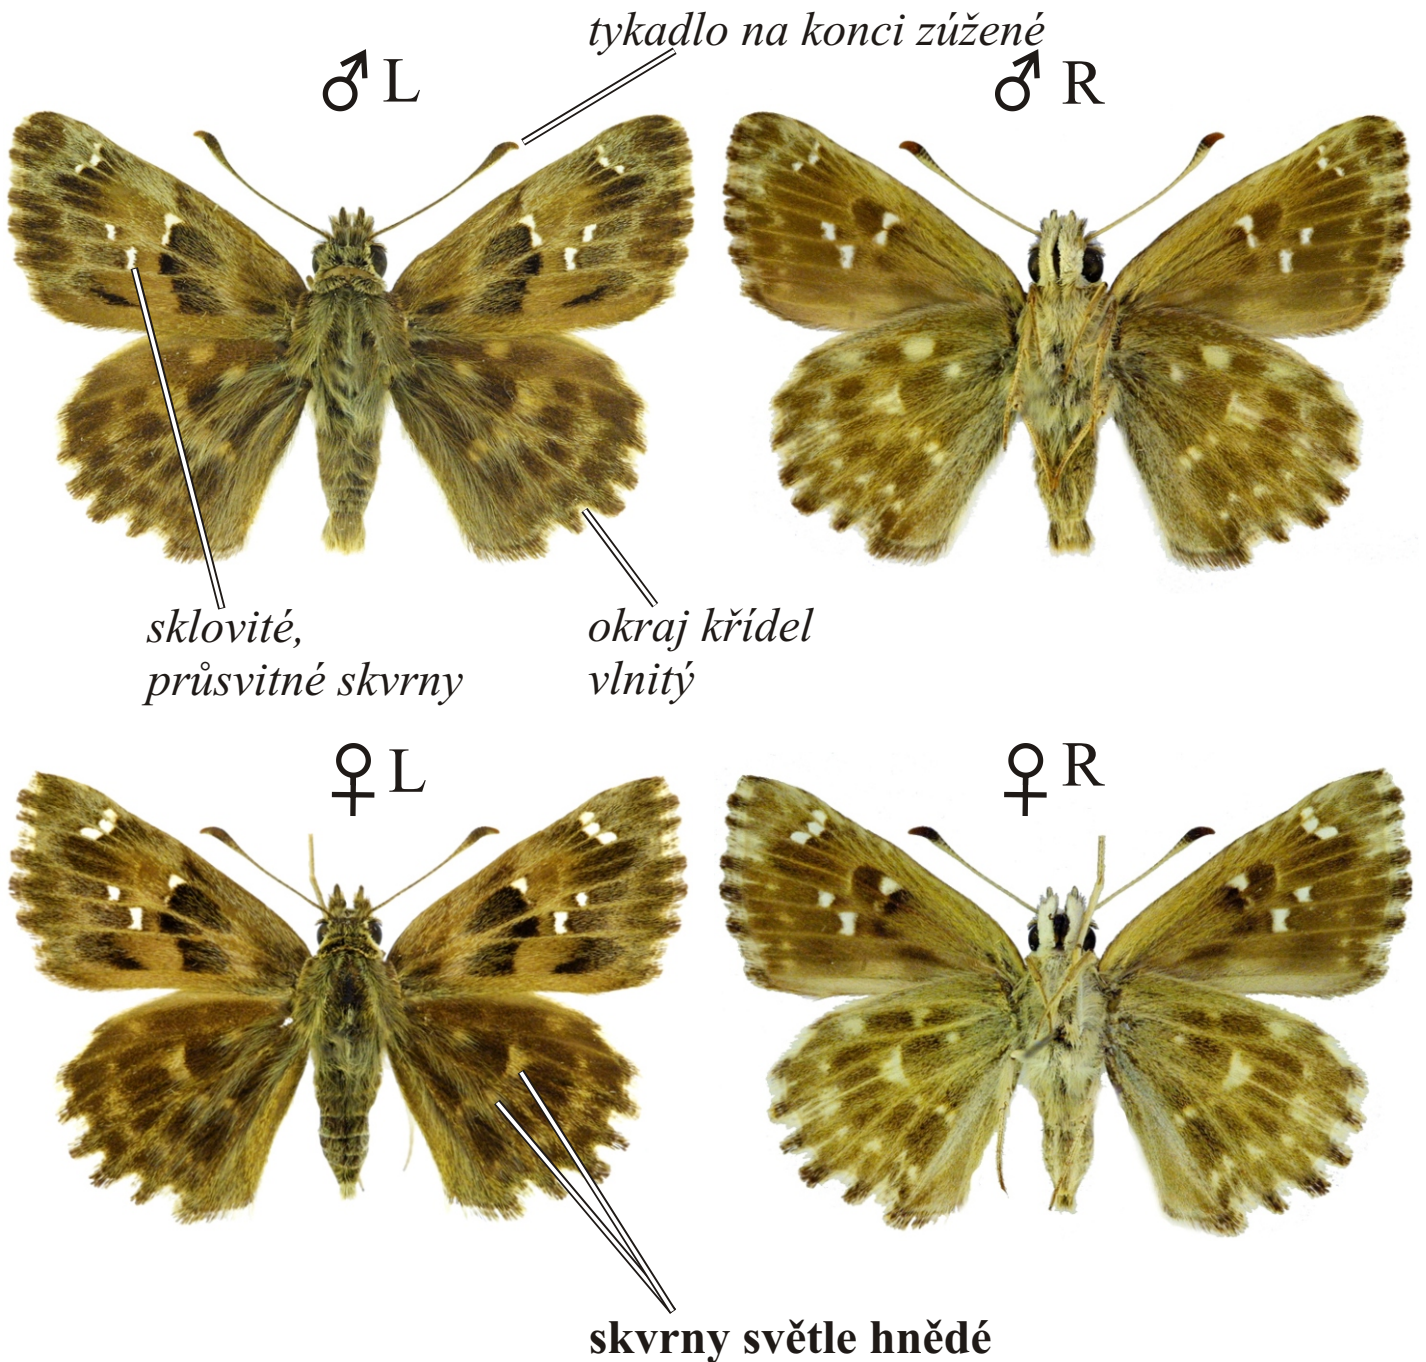 tykadlo na konci zúžené
♂ L
♂ R
sklovité,
průsvitné skvrny
okraj křídel
vlnitý
♀ L
♀ R
skvrny světle hnědé